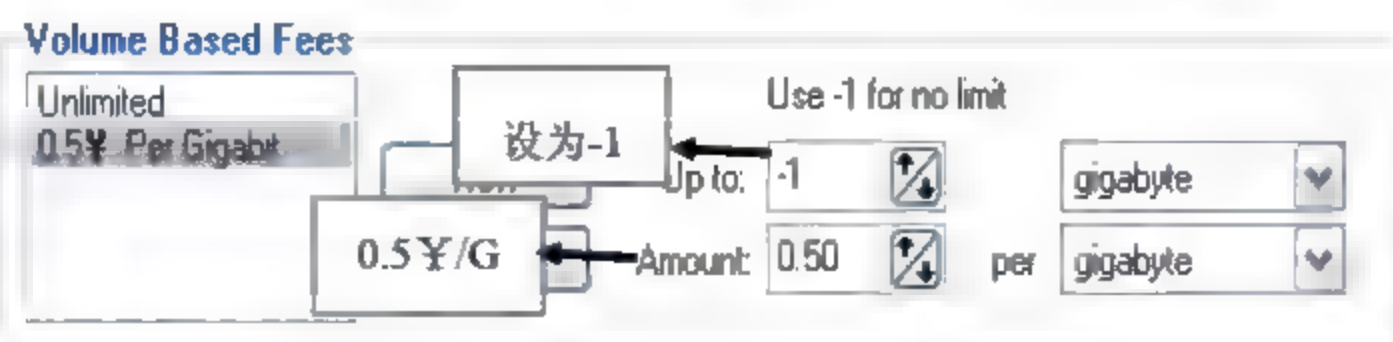 Volume Based Fees
Unlimited
0.5¥ Per Gigabit
Use -1 for no limit
设为-1
Up to: -1 gigabyte
0.5¥/G
Amount: 0.50 per gigabyte